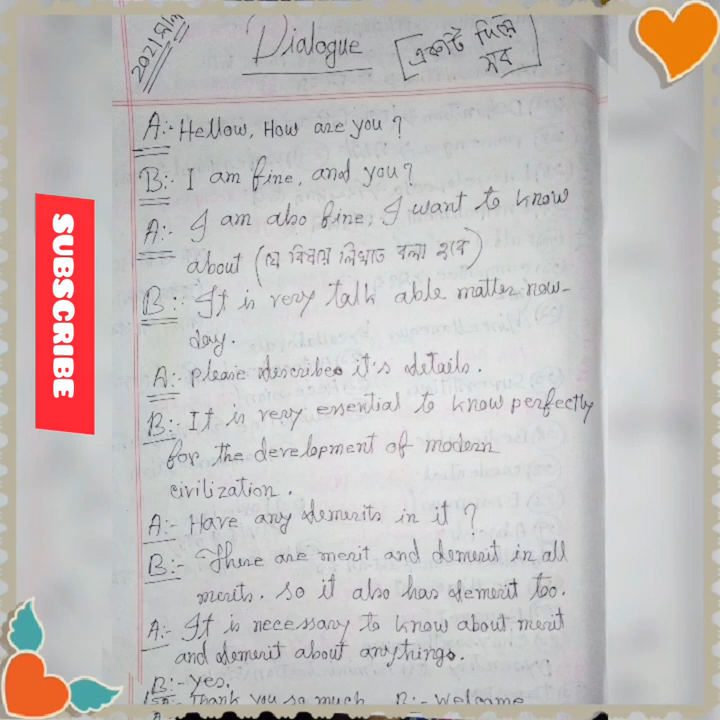 2021 সাল
Dialogue
[একটি দিয়ে
সব]
A:- Hellow, How are you?
B:- I am fine, and you?
A:- I am also fine, I want to know
about (যে বিষয়ে লিখতে বলা হবে)
B:- It is very talk able matter now-
day.
A:- please describe it's details.
B:- It is very essential to know perfectly
for the development of modern
civilization.
A:- Have any demerits in it?
B:- There are merit and demerit in all
merits. So it also has demerit too.
A:- It is necessary to know about merit
and demerit about anythings.
B:- yes.
Thank you so much B:- Welcome
SUBSCRIBE